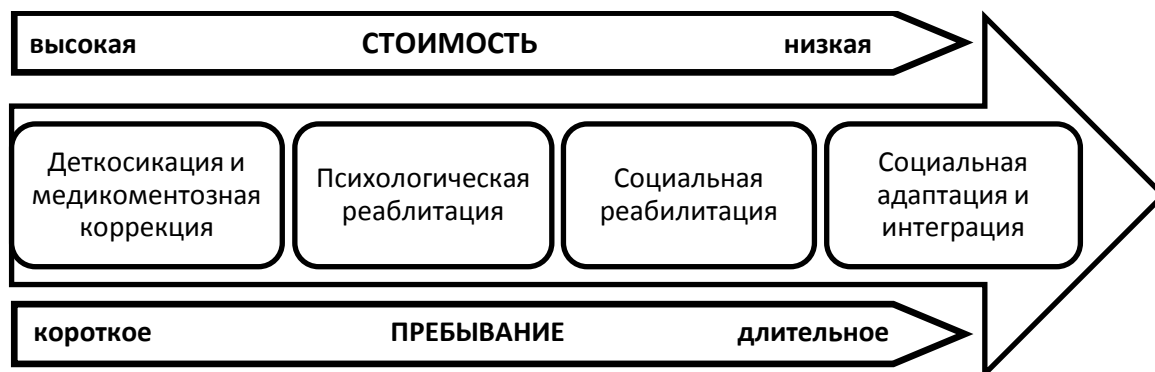 высокая СТОИМОСТЬ низкая
Деткосикация и
медикоментозная
коррекция
Психологическая
реаблитация
Социальная
реабилитация
Социальная
адаптация и
интеграция
короткое ПРЕБЫВАНИЕ длительное